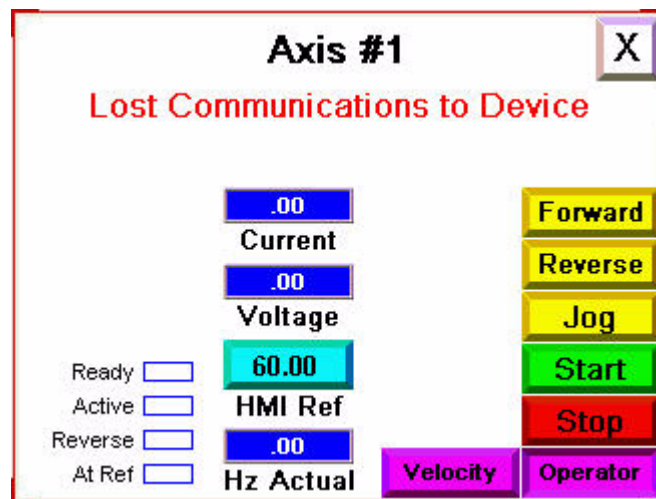 Axis #1
X
Lost Communications to Device
.00
Current
.00
Voltage
60.00
HMI Ref
.00
Hz Actual
Ready
Active
Reverse
At Ref
Forward
Reverse
Jog
Start
Stop
Velocity
Operator